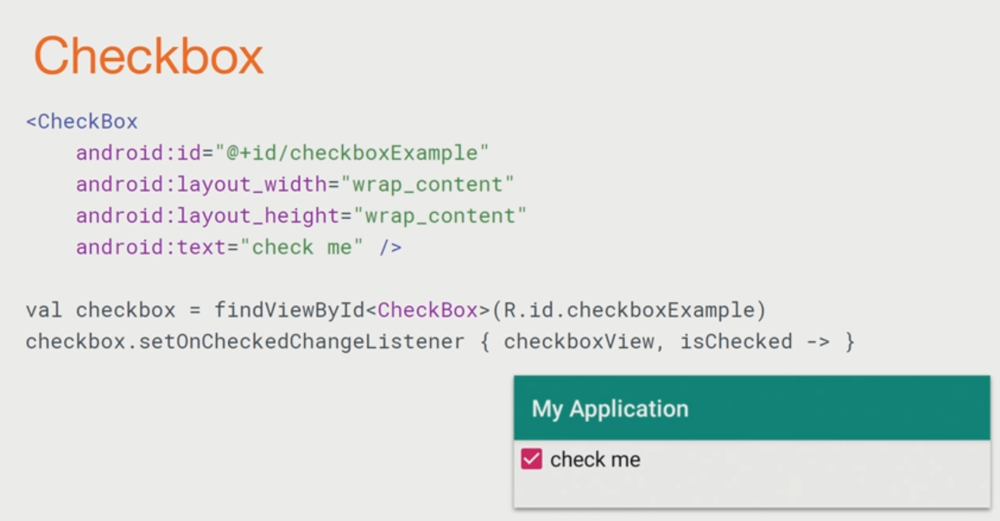 Checkbox
<CheckBox
    android:id="@+id/checkboxExample"
    android:layout_width="wrap_content"
    android:layout_height="wrap_content"
    android:text="check me" />
val checkbox = findViewById<CheckBox>(R.id.checkboxExample)
checkbox.setOnCheckedChangeListener { checkboxView, isChecked -> }
My Application
check me